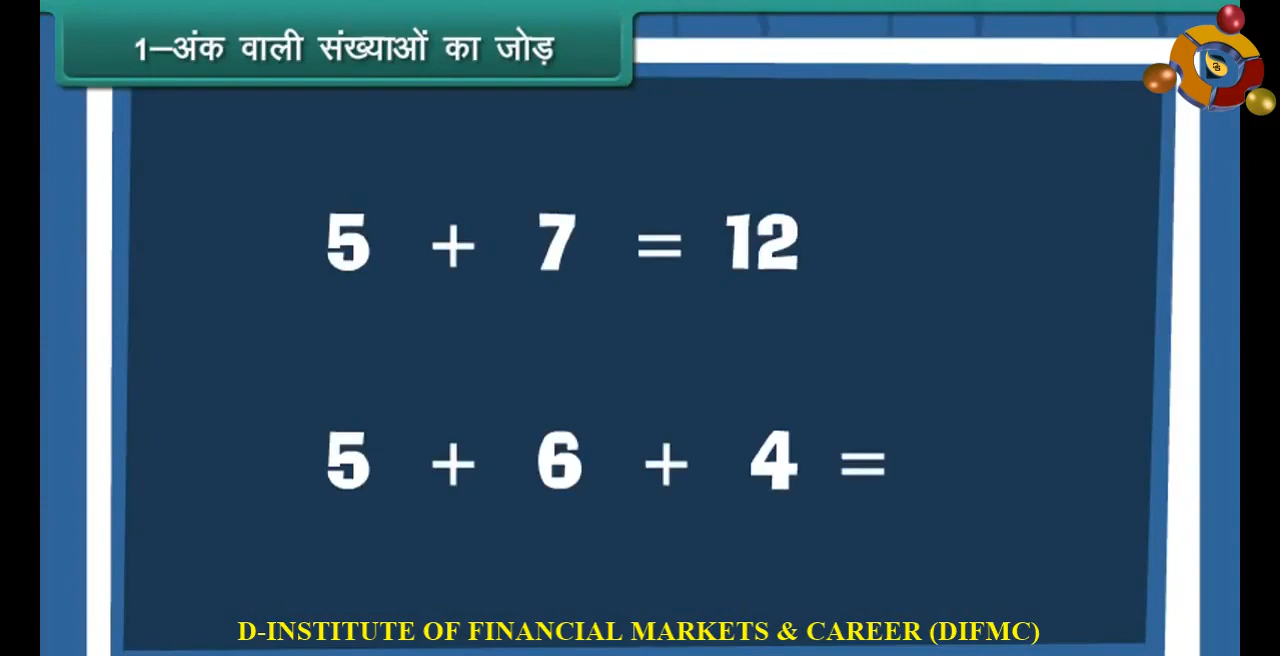 1–अंक वाली संख्याओं का जोड़
5 + 7 = 12
5 + 6 + 4 =
D-INSTITUTE OF FINANCIAL MARKETS & CAREER (DIFMC)